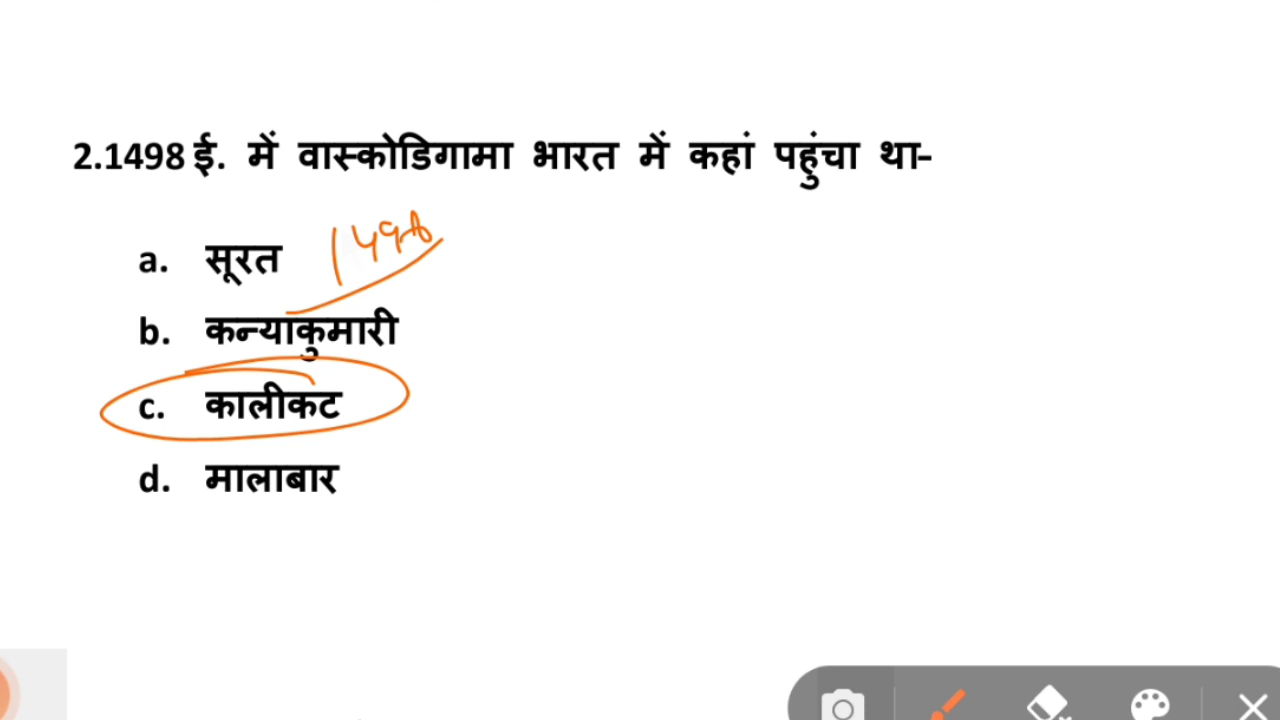 2.1498 ई. में वास्कोडिगामा भारत में कहां पहुंचा था-
a. सूरत
1498
b. कन्याकुमारी
c. कालीकट
d. मालाबार